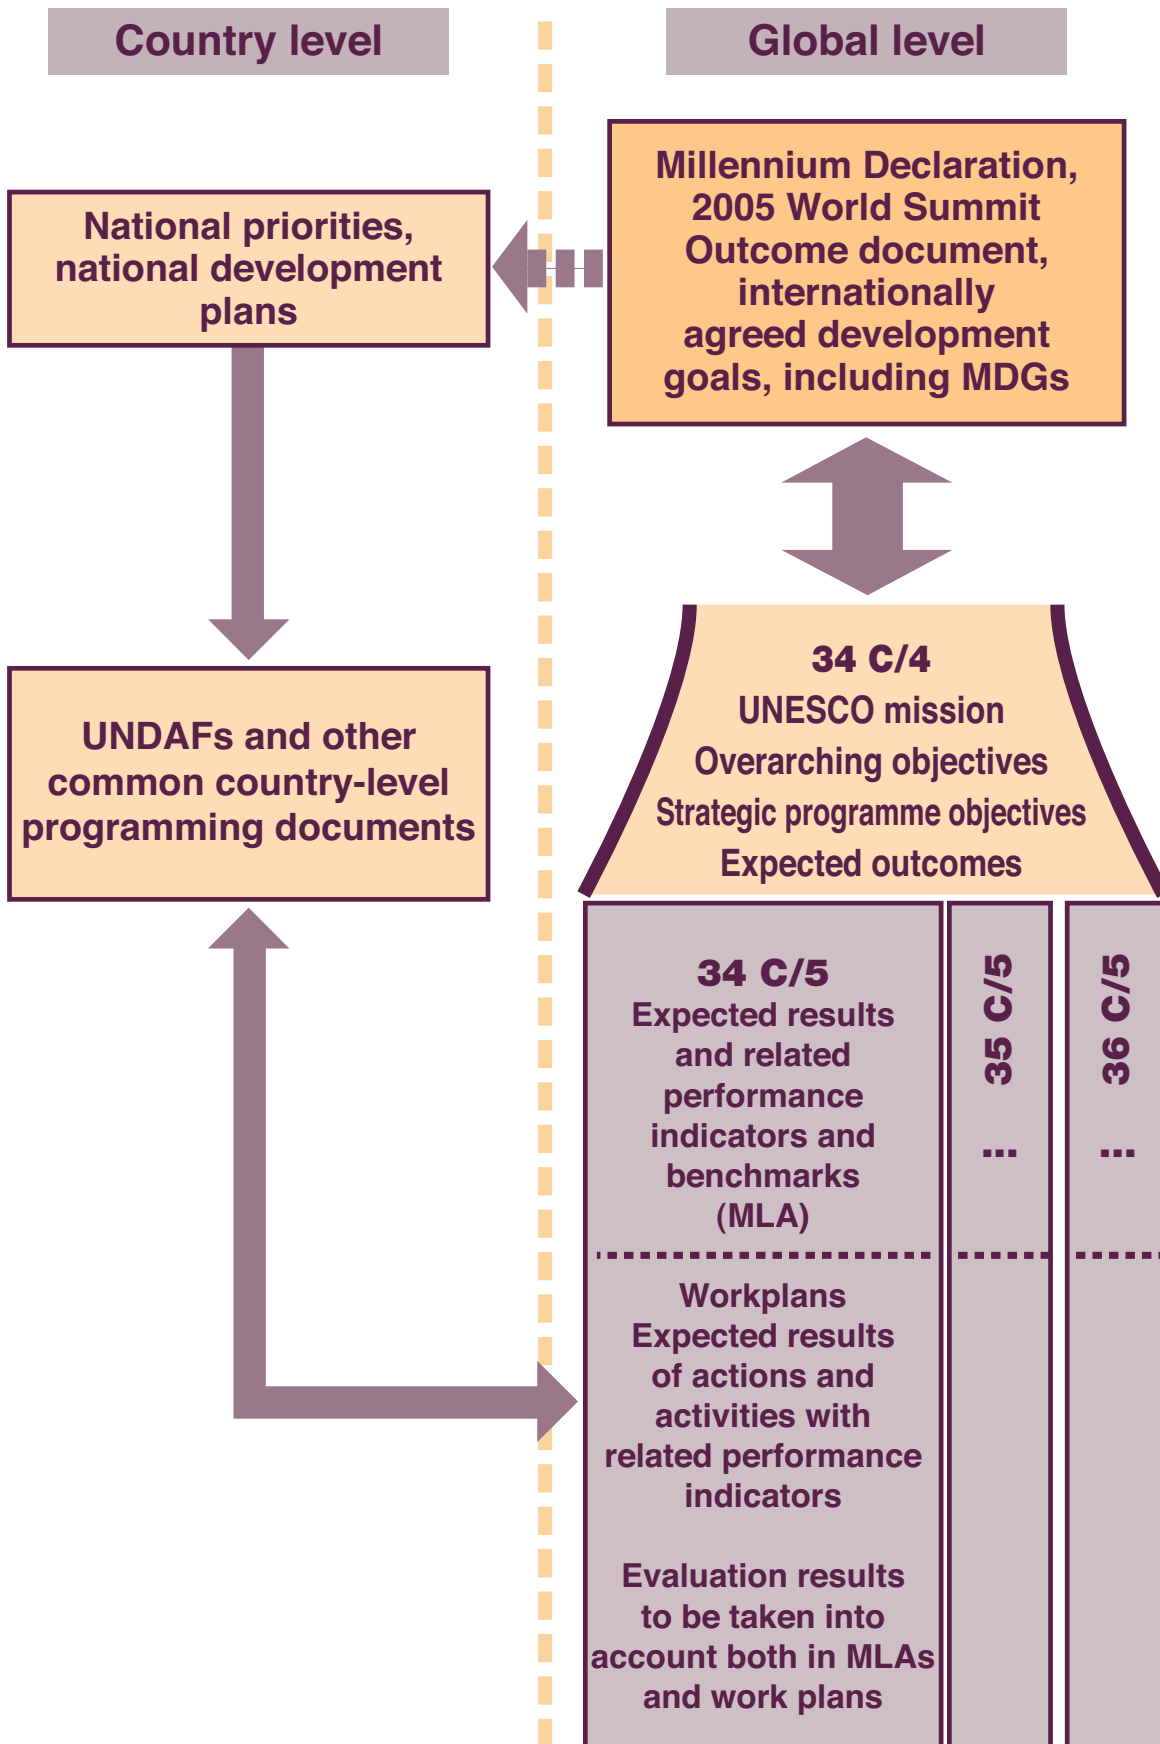 Country level
Global level
National priorities,
national development
plans
Millennium Declaration,
2005 World Summit
Outcome document,
internationally
agreed development
goals, including MDGs
UNDAFs and other
common country-level
programming documents
34 C/4
UNESCO mission
Overarching objectives
Strategic programme objectives
Expected outcomes
34 C/5
Expected results
and related
performance
indicators and
benchmarks
(MLA)
Workplans
Expected results
of actions and
activities with
related performance
indicators
Evaluation results
to be taken into
account both in MLAs
and work plans
35 C/5
...
36 C/5
...